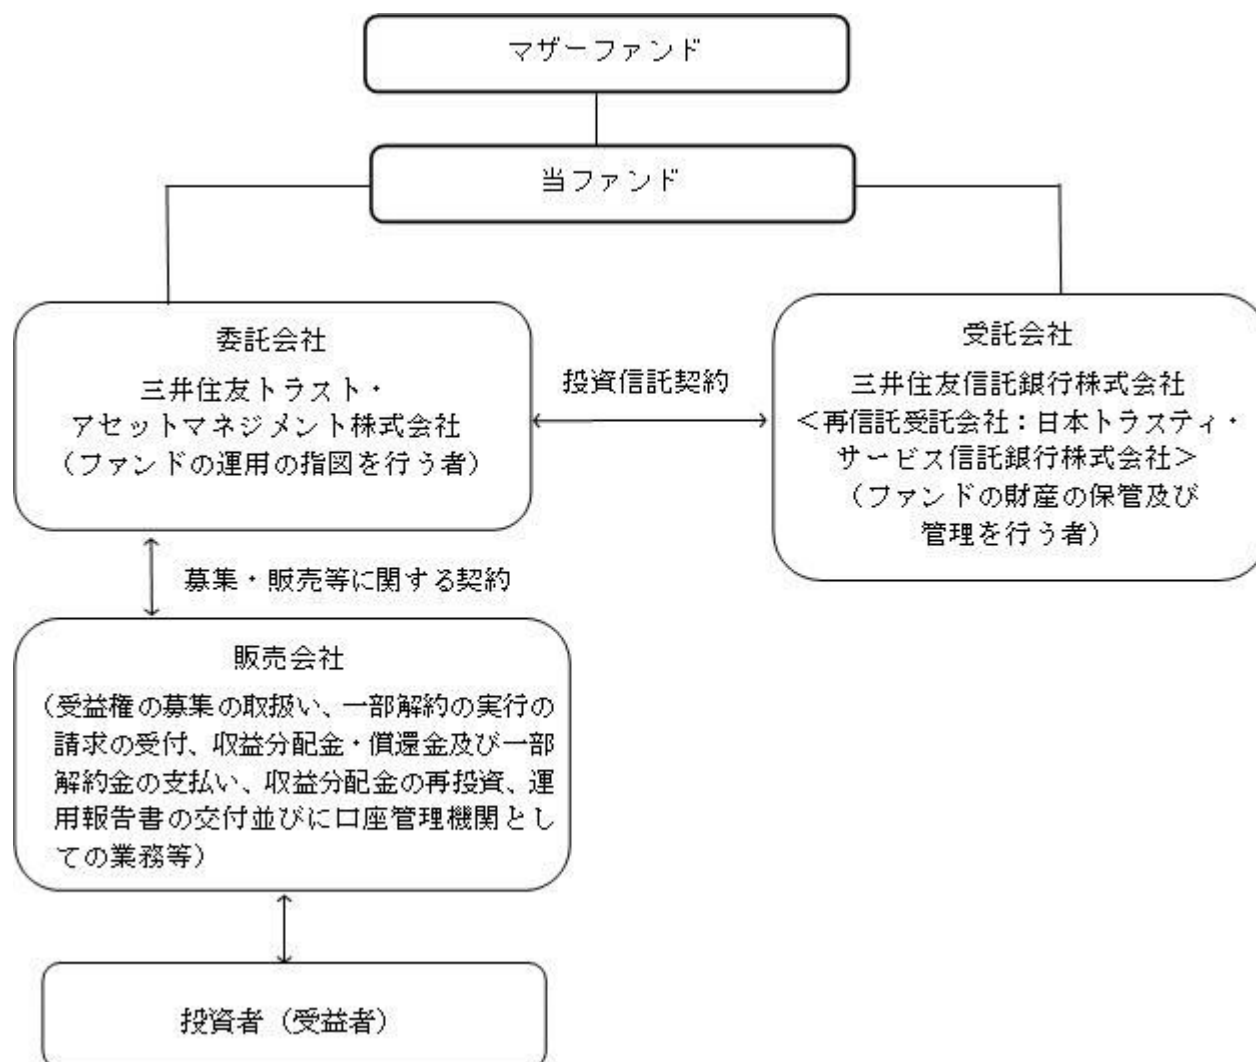 マザーファンド
当ファンド
委託会社
三井住友トラスト・
アセットマネジメント株式会社
（ファンドの運用の指図を行う者）
投資信託契約
受託会社
三井住友信託銀行株式会社
＜再信託受託会社：日本トラスティ・
サービス信託銀行株式会社＞
（ファンドの財産の保管及び
管理を行う者）
募集・販売等に関する契約
販売会社
（受益権の募集の取扱い、一部解約の実行の
請求の受付、収益分配金・償還金及び一部
解約金の支払い、収益分配金の再投資、運
用報告書の交付並びに口座管理機関とし
ての業務等）
投資者（受益者）